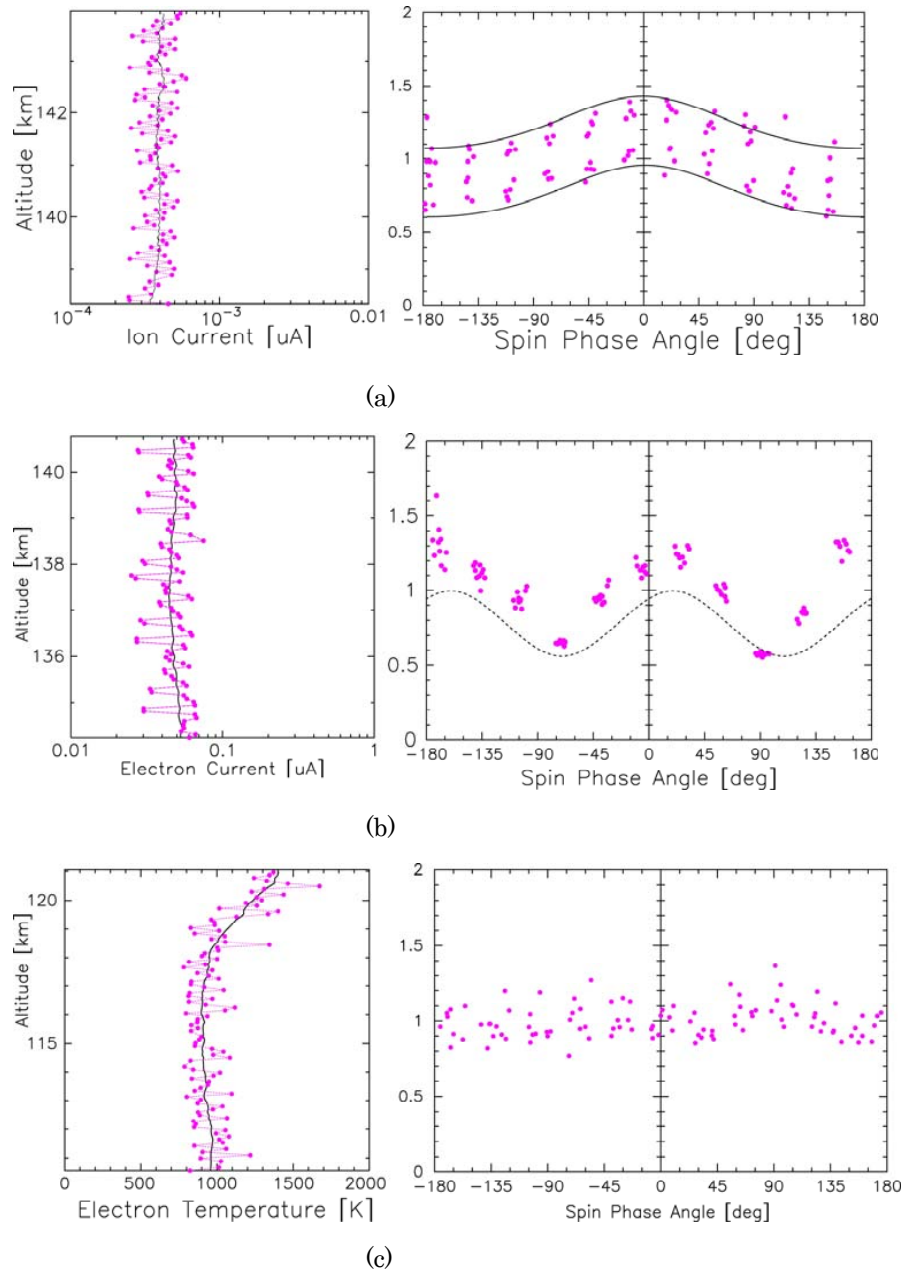 2
1.5
1
0.5
0
142
140
Altitude [km]
10⁻⁴ 10⁻³ 0.01
Ion Current [uA]
−180 −135 −90 −45 0 45 90 135 180
Spin Phase Angle [deg]
(a)
2
1.5
1
0.5
0
140
138
136
Altitude [km]
0.01 0.1 1
Electron Current [uA]
−180 −135 −90 −45 0 45 90 135 180
Spin Phase Angle [deg]
(b)
2
1.5
1
0.5
0
120
115
Altitude [km]
0 500 1000 1500 2000
Electron Temperature [K]
−180 −135 −90 −45 0 45 90 135 180
Spin Phase Angle [deg]
(c)